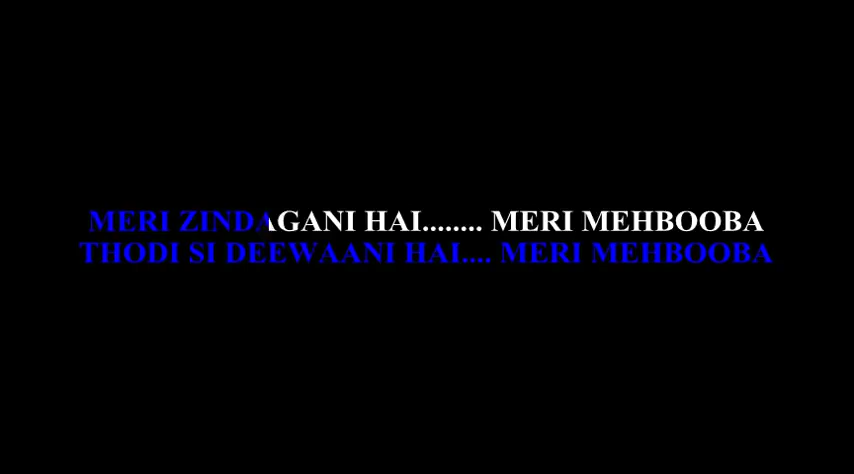 MERI ZINDAGANI HAI........ MERI MEHBOOBA
THODI SI DEEWAANI HAI.... MERI MEHBOOBA